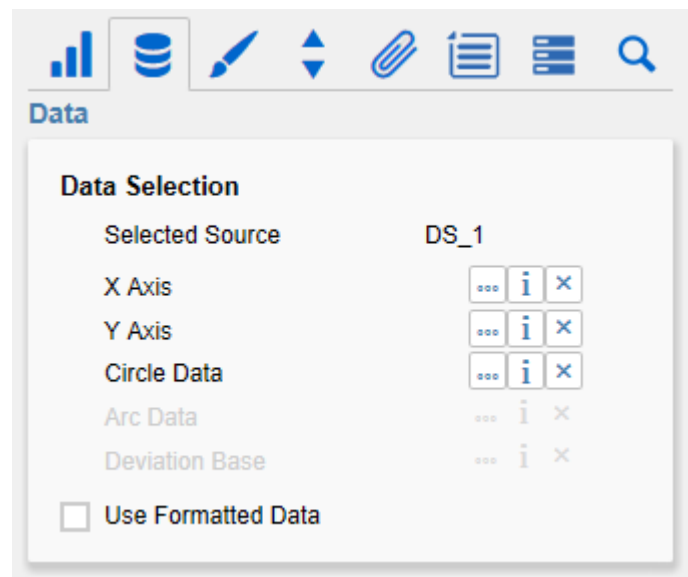 Data
Data Selection
Selected Source DS_1
X Axis ... i ×
Y Axis ... i ×
Circle Data ... i ×
Arc Data ... i ×
Deviation Base ... i ×
Use Formatted Data